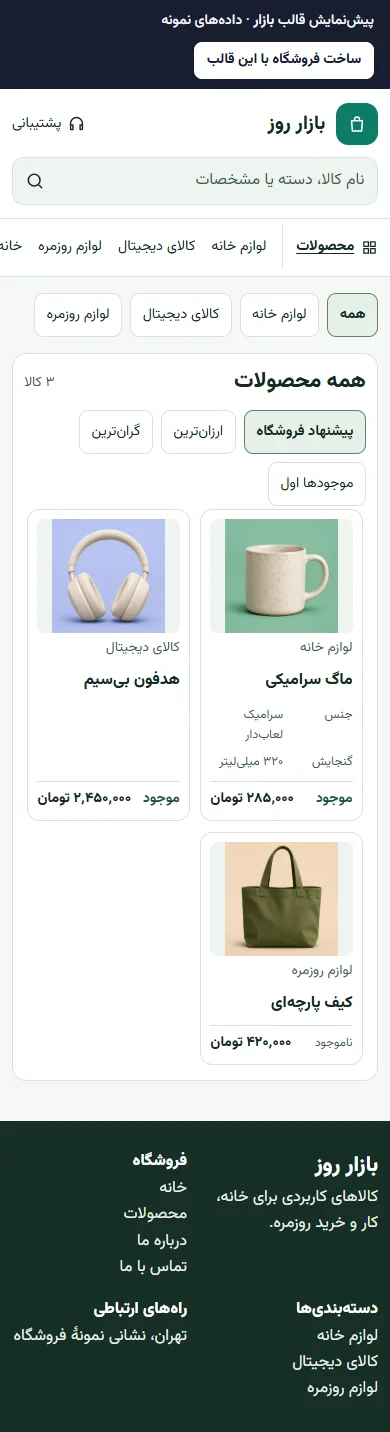 پیش‌نمایش قالب بازار · داده‌های نمونه
ساخت فروشگاه با این قالب
بازار روز
پشتیبانی
نام کالا، دسته یا مشخصات
محصولات
لوازم خانه
کالای دیجیتال
لوازم روزمره
خانه
همه
لوازم خانه
کالای دیجیتال
لوازم روزمره
همه محصولات
۳ کالا
پیشنهاد فروشگاه
ارزان‌ترین
گران‌ترین
موجودها اول
لوازم خانه
ماگ سرامیکی
جنس
سرامیک
لعاب‌دار
گنجایش
۳۲۰ میلی‌لیتر
موجود
۲۸۵,۰۰۰ تومان
کالای دیجیتال
هدفون بی‌سیم
موجود
۲,۴۵۰,۰۰۰ تومان
لوازم روزمره
کیف پارچه‌ای
ناموجود
۴۲۰,۰۰۰ تومان
بازار روز
کالاهای کاربردی برای خانه،
کار و خرید روزمره.
فروشگاه
خانه
محصولات
درباره ما
تماس با ما
دسته‌بندی‌ها
لوازم خانه
کالای دیجیتال
لوازم روزمره
راه‌های ارتباطی
تهران، نشانی نمونهٔ فروشگاه